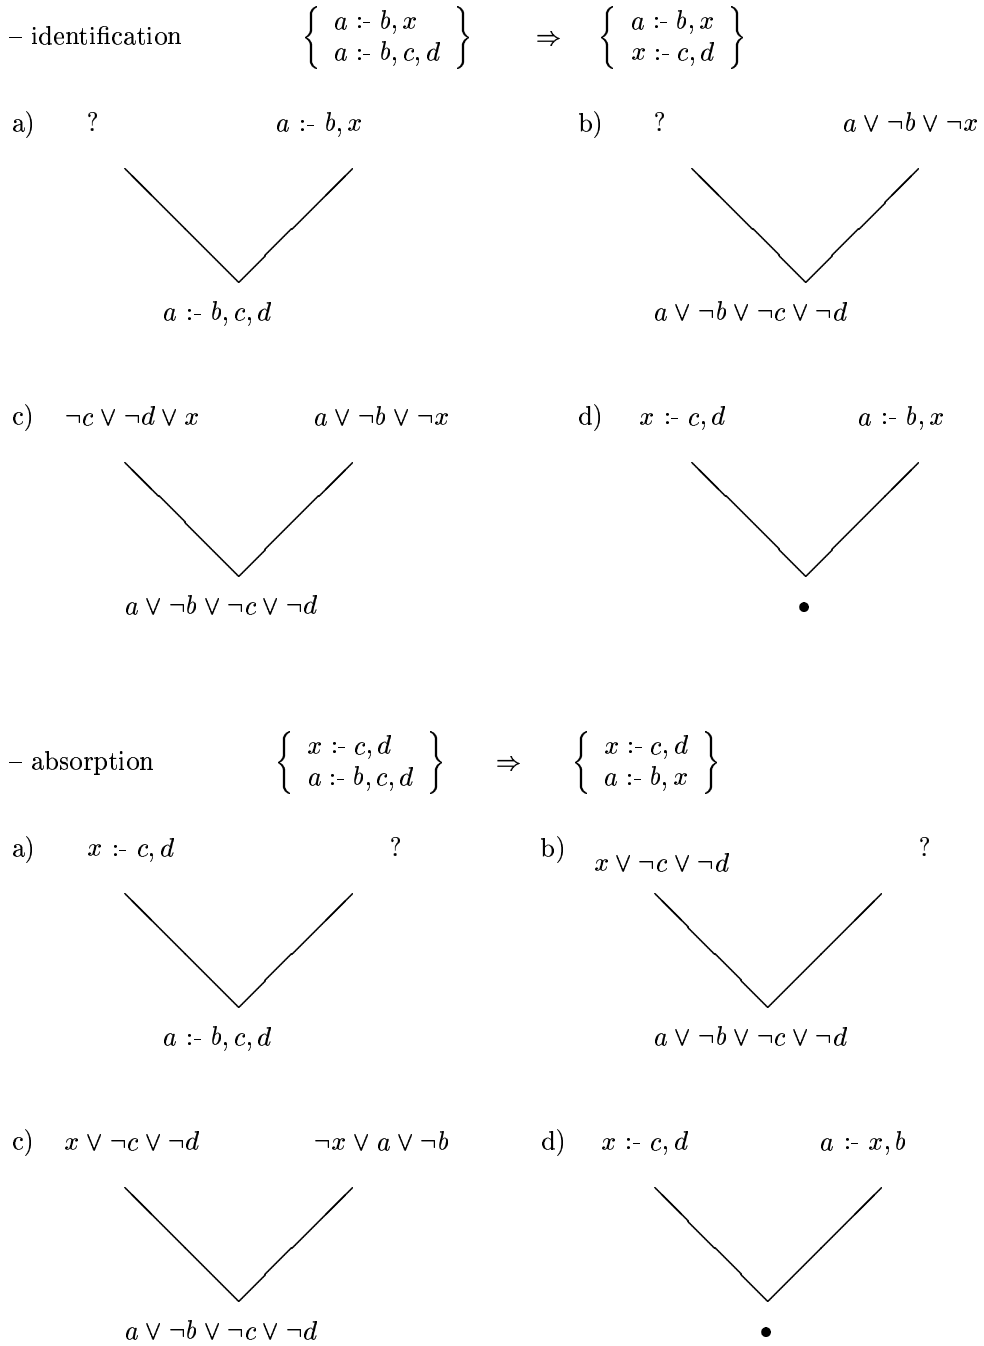 – identification { a :- b, x } ⇒ { a :- b, x }
{ a :- b, c, d } { x :- c, d }
a) ? a :- b, x b) ? a ∨ ¬b ∨ ¬x
a :- b, c, d a ∨ ¬b ∨ ¬c ∨ ¬d
c) ¬c ∨ ¬d ∨ x a ∨ ¬b ∨ ¬x d) x :- c, d a :- b, x
a ∨ ¬b ∨ ¬c ∨ ¬d •
– absorption { x :- c, d } ⇒ { x :- c, d }
{ a :- b, c, d } { a :- b, x }
a) x :- c, d ? b) x ∨ ¬c ∨ ¬d ?
a :- b, c, d a ∨ ¬b ∨ ¬c ∨ ¬d
c) x ∨ ¬c ∨ ¬d ¬x ∨ a ∨ ¬b d) x :- c, d a :- x, b
a ∨ ¬b ∨ ¬c ∨ ¬d •